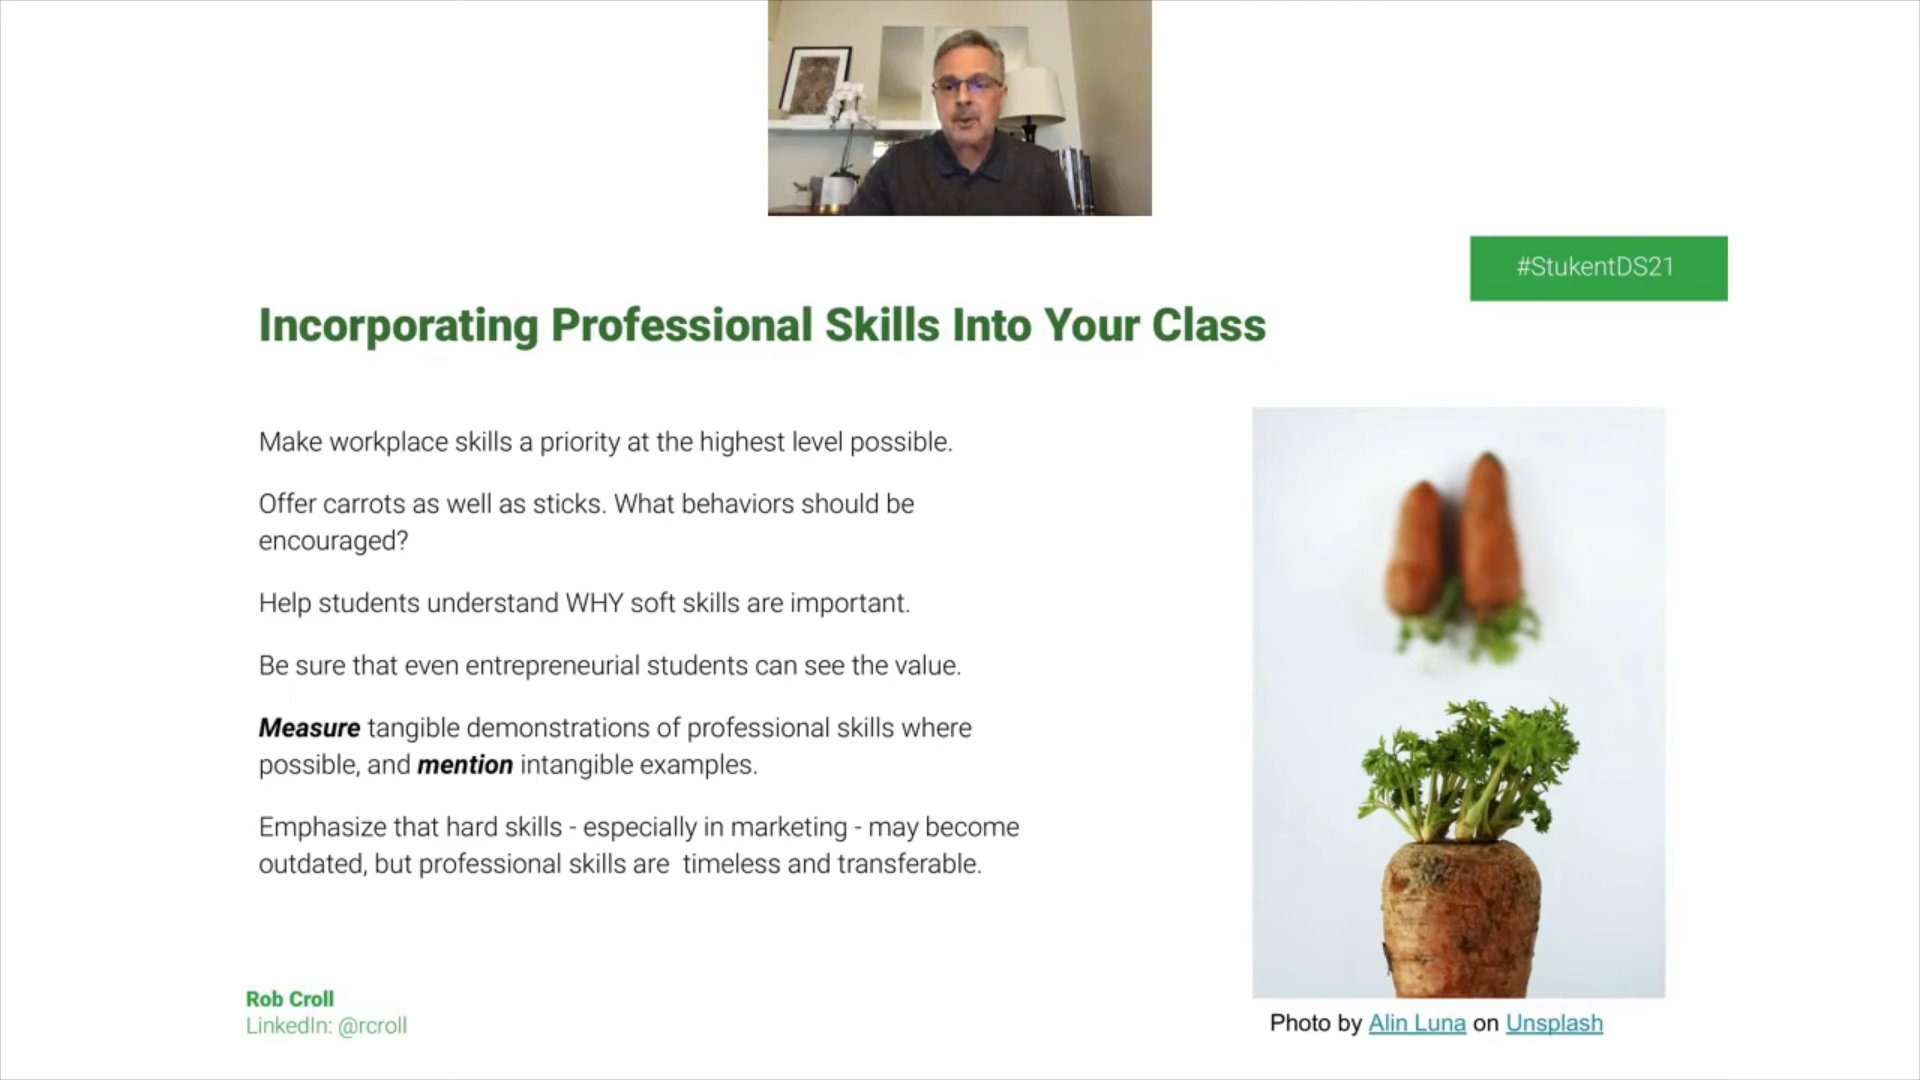 #StukentDS21
Incorporating Professional Skills Into Your Class
Make workplace skills a priority at the highest level possible.
Offer carrots as well as sticks. What behaviors should be
encouraged?
Help students understand WHY soft skills are important.
Be sure that even entrepreneurial students can see the value.
Measure tangible demonstrations of professional skills where
possible, and mention intangible examples.
Emphasize that hard skills - especially in marketing - may become
outdated, but professional skills are  timeless and transferable.
Rob Croll
LinkedIn: @rcroll
Photo by Alin Luna on Unsplash